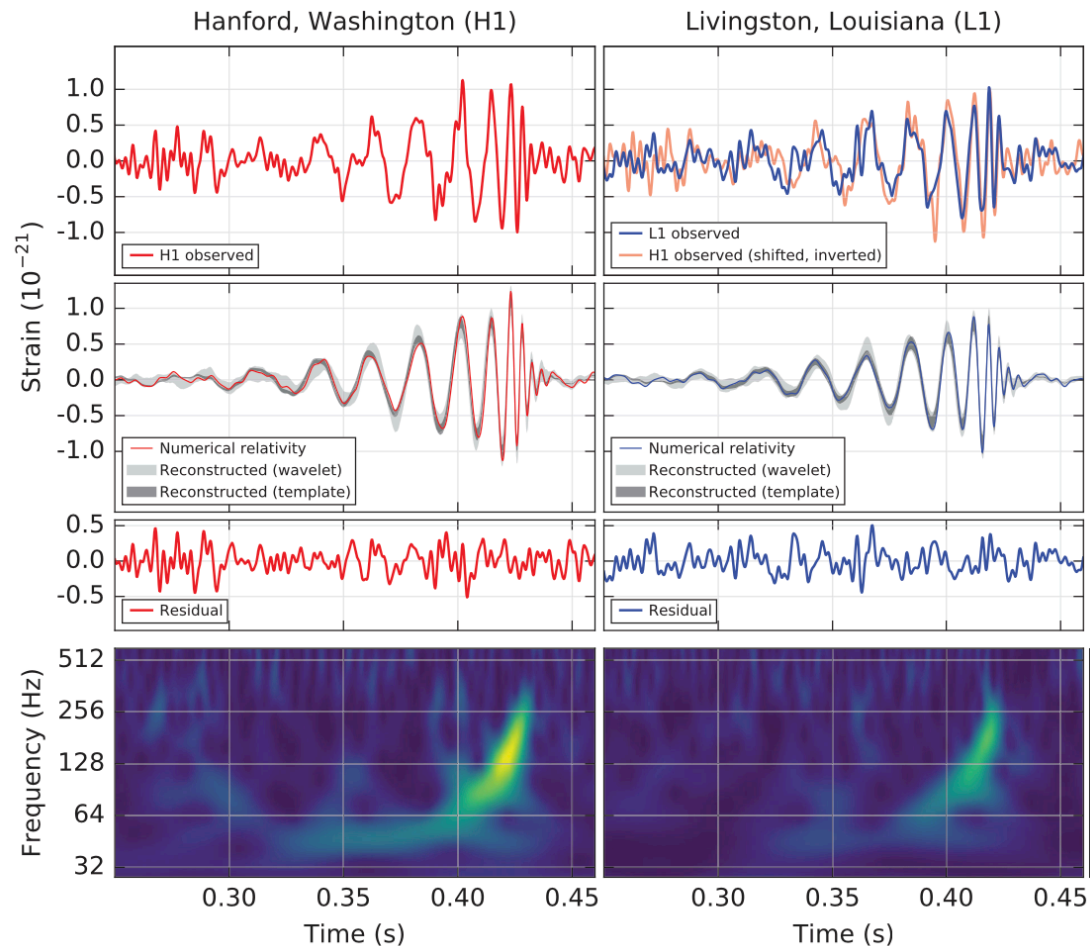 Hanford, Washington (H1)
Livingston, Louisiana (L1)
Strain (10⁻²¹)
1.0
0.5
0.0
-0.5
-1.0
H1 observed
L1 observed
H1 observed (shifted, inverted)
1.0
0.5
0.0
-0.5
-1.0
Numerical relativity
Reconstructed (wavelet)
Reconstructed (template)
Numerical relativity
Reconstructed (wavelet)
Reconstructed (template)
0.5
0.0
-0.5
Residual
Residual
Frequency (Hz)
512
256
128
64
32
0.30 0.35 0.40 0.45
0.30 0.35 0.40 0.45
Time (s)
Time (s)